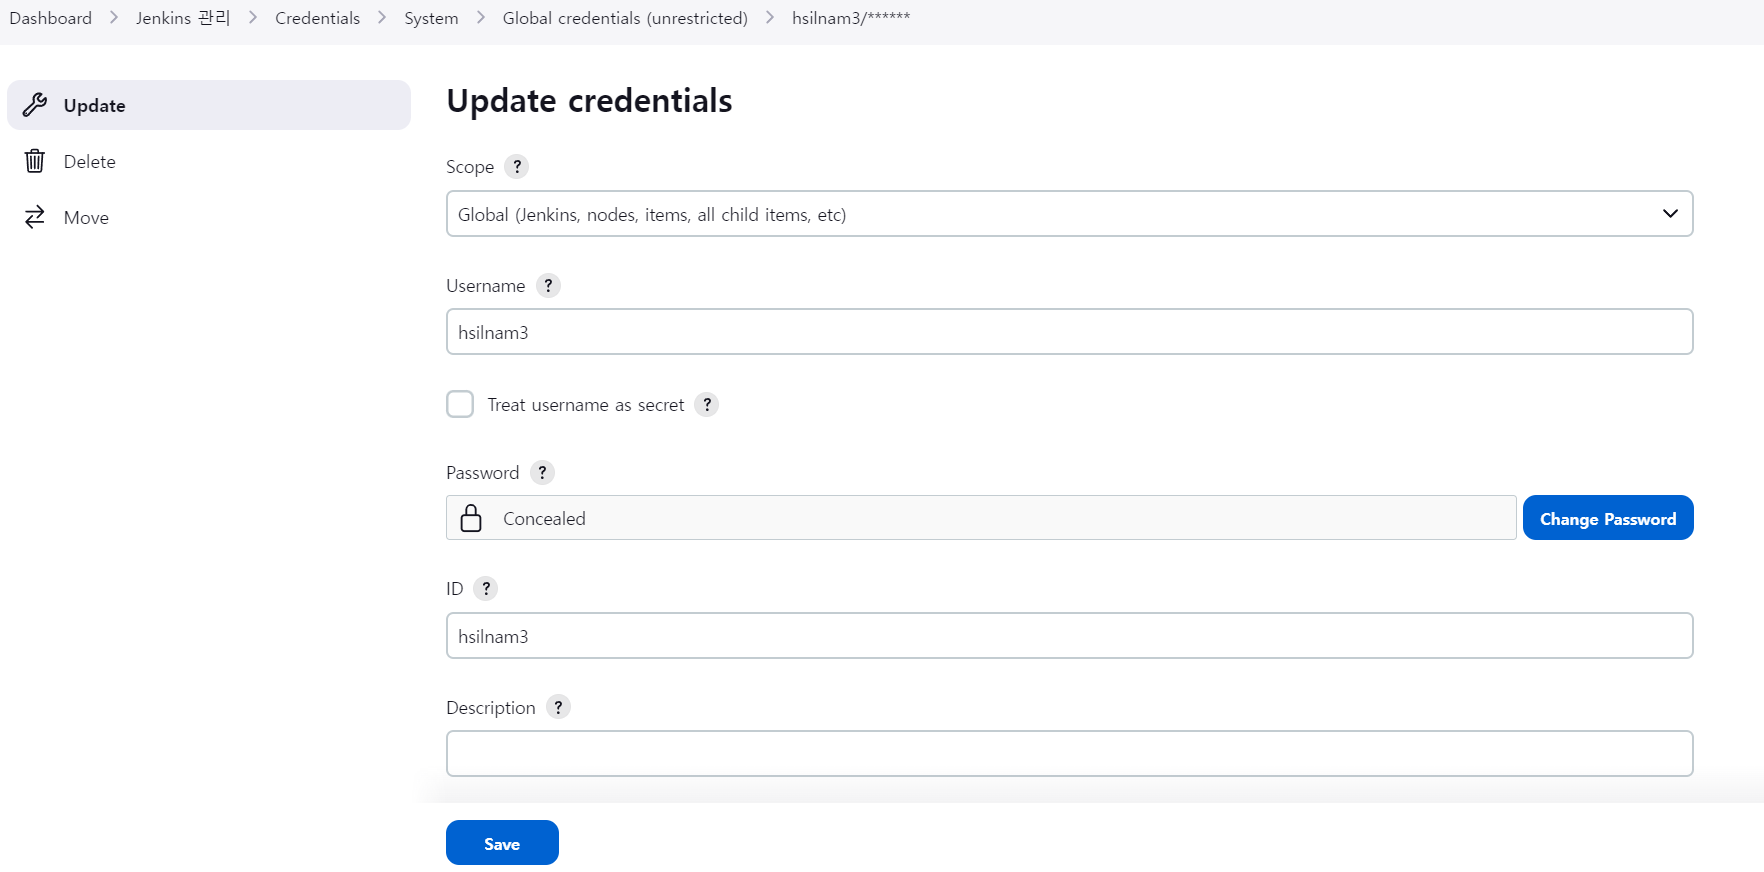 Dashboard > Jenkins 관리 > Credentials > System > Global credentials (unrestricted) > hsilnam3/******
Update
Delete
Move
Update credentials
Scope ?
Global (Jenkins, nodes, items, all child items, etc)
Username ?
hsilnam3
Treat username as secret ?
Password ?
Concealed
Change Password
ID ?
hsilnam3
Description ?
Save